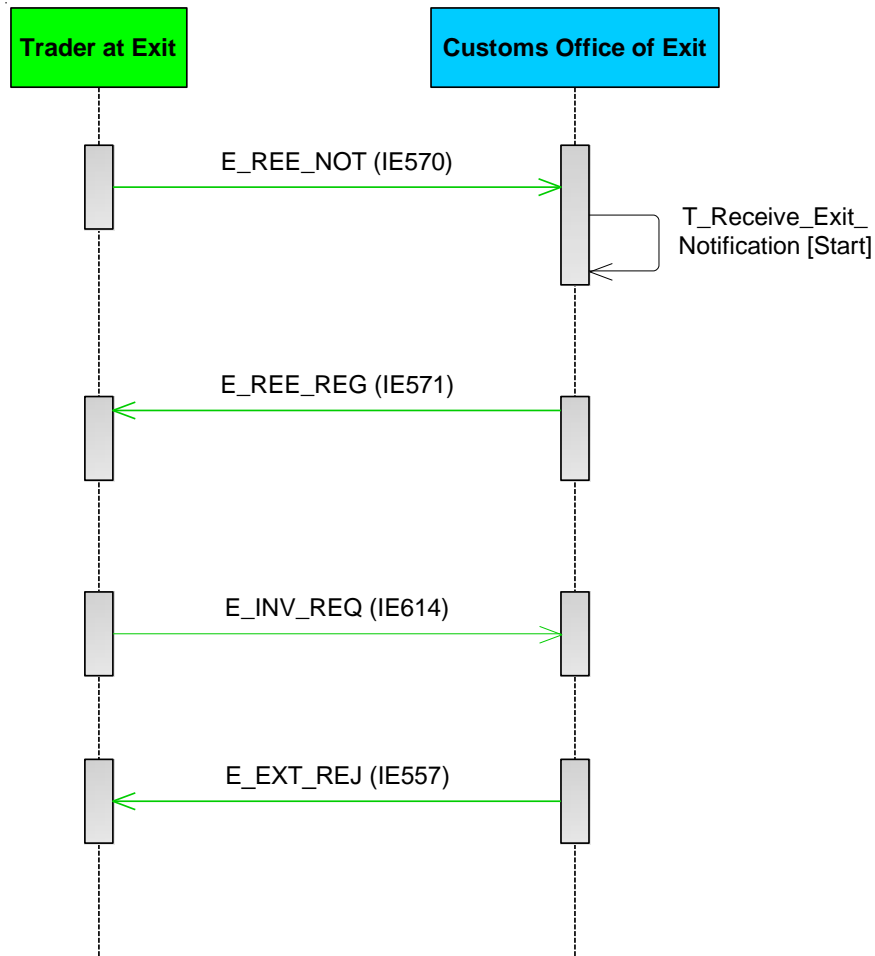 Trader at Exit
Customs Office of Exit
E_REE_NOT (IE570)
T_Receive_Exit_
Notification [Start]
E_REE_REG (IE571)
E_INV_REQ (IE614)
E_EXT_REJ (IE557)